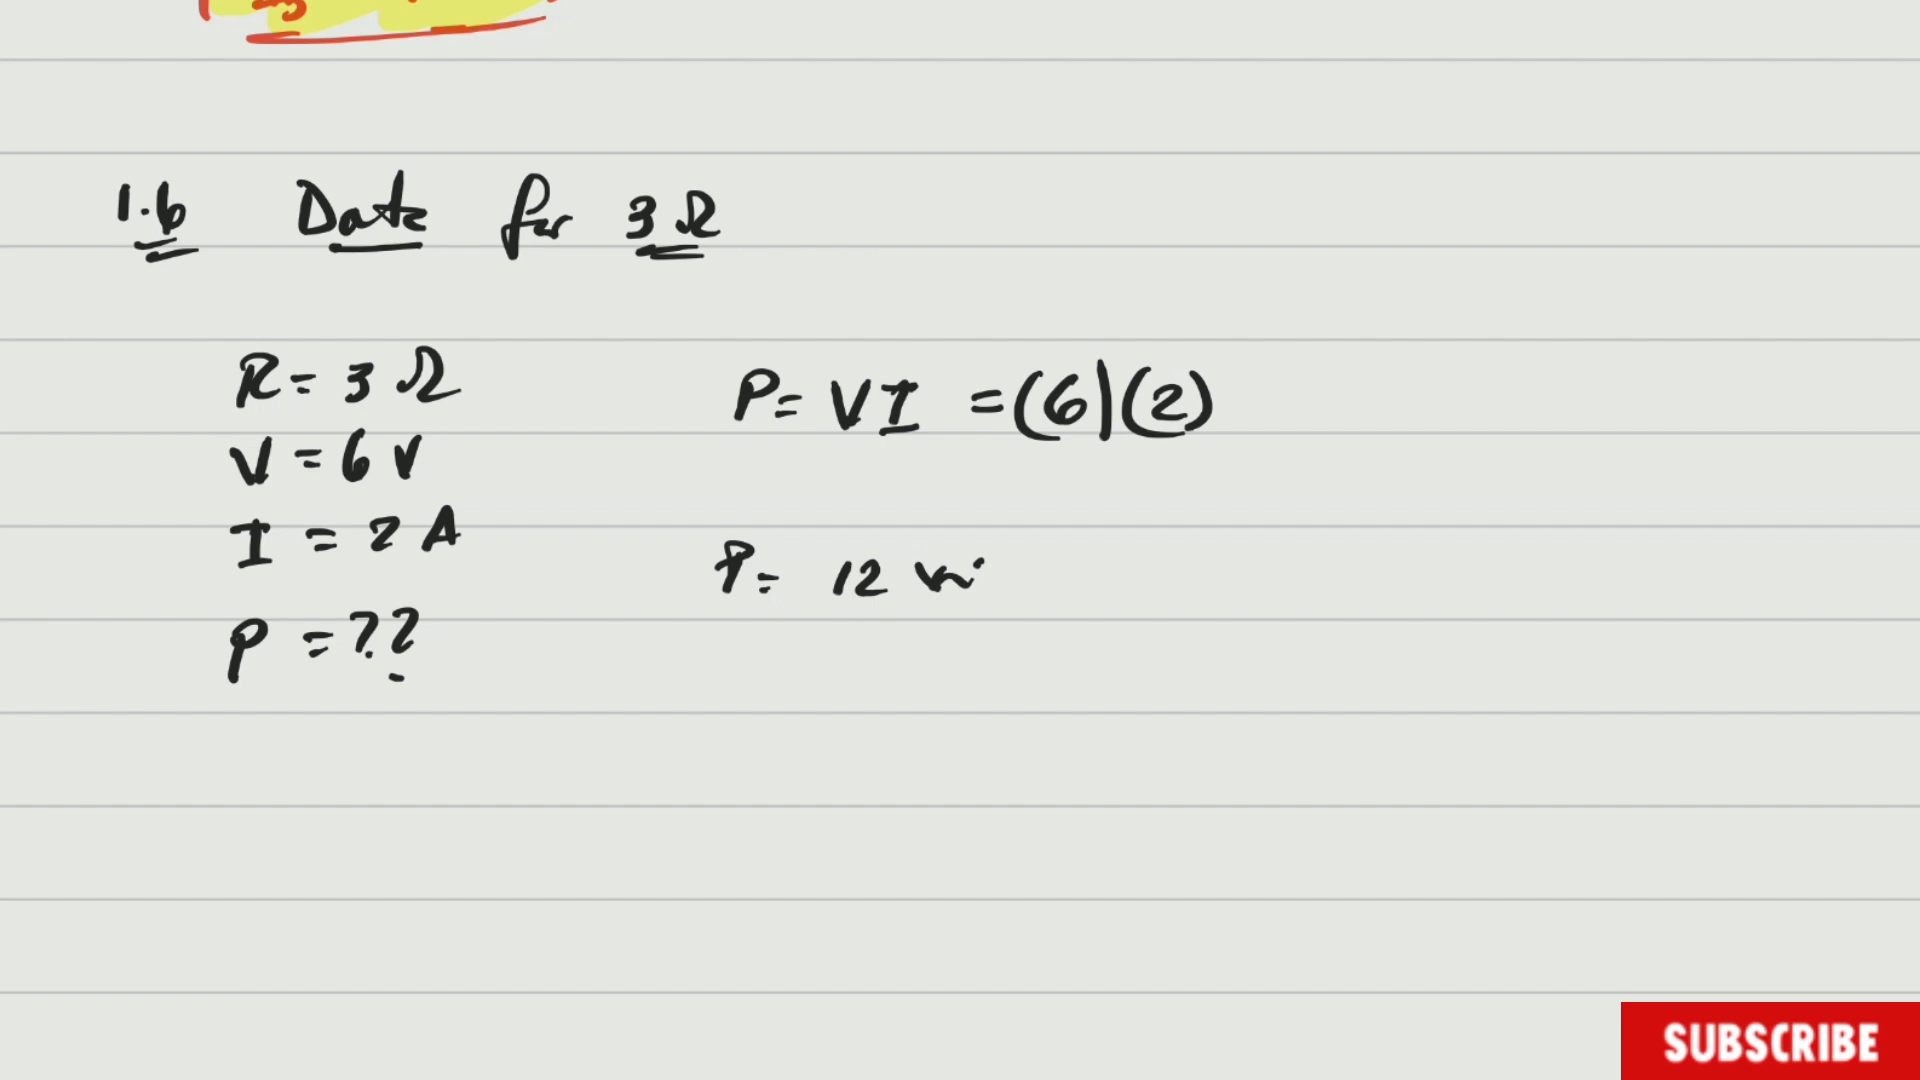 1.6 Data for 3 Ω
R = 3 Ω
V = 6 V
I = 2 A
P = ??
P = VI = (6)(2)
P = 12
SUBSCRIBE